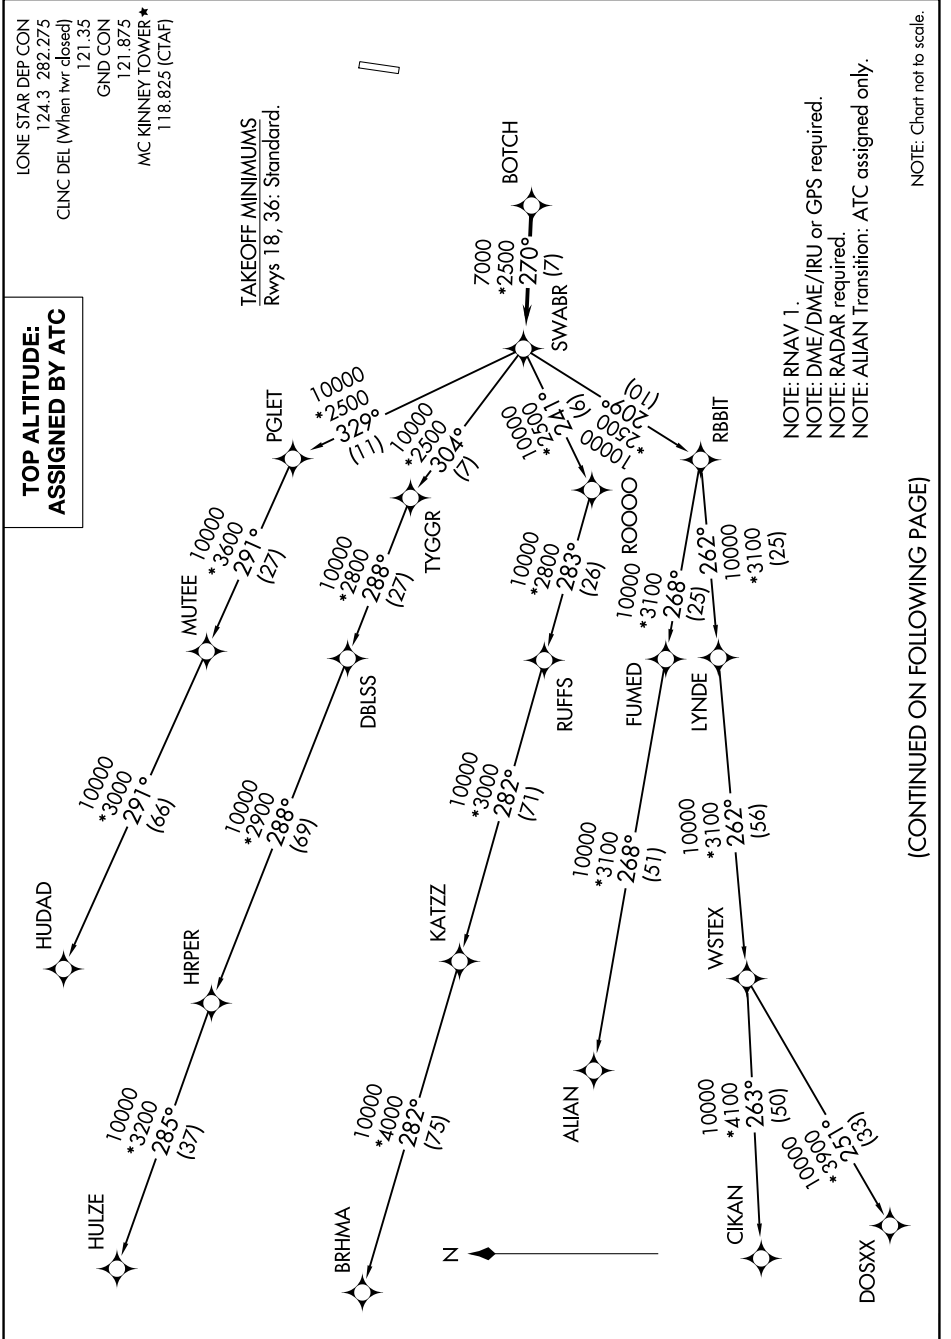 TOP ALTITUDE:
ASSIGNED BY ATC
LONE STAR DEP CON
124.3 282.275
CLNC DEL (When twr closed)
121.35
GND CON
121.875
MC KINNEY TOWER★
118.825 (CTAF)
TAKEOFF MINIMUMS
Rwys 18, 36: Standard.
HUDAD
10000
*3000
291°
(66)
MUTEE
10000
*3600
291°
(27)
PGLET
10000
*2500
329°
(11)
HULZE
10000
*3200
285°
(37)
HRPER
10000
*2900
288°
(69)
DBLSS
10000
*2800
288°
(27)
TYGGR
10000
*2500
304°
(7)
BOTCH
7000
*2500
270°
(7)
SWABR
BRHMA
10000
*4000
282°
(75)
KATZZ
10000
*3000
282°
(71)
RUFFS
10000
*2800
283°
(26)
ROOOO
10000
*2500
241°
(6)
N
ALIAN
10000
*3100
268°
(51)
FUMED
10000
*3100
268°
(25)
10000
*2500
209°
(10)
RBBIT
CIKAN
10000
*4100
263°
(50)
WSTEX
10000
*3100
262°
(56)
LYNDE
262°
10000
*3100
(25)
DOSXX
10000
*3900
251°
(33)
NOTE: RNAV 1.
NOTE: DME/DME/IRU or GPS required.
NOTE: RADAR required.
NOTE: ALIAN Transition: ATC assigned only.
(CONTINUED ON FOLLOWING PAGE)
NOTE: Chart not to scale.